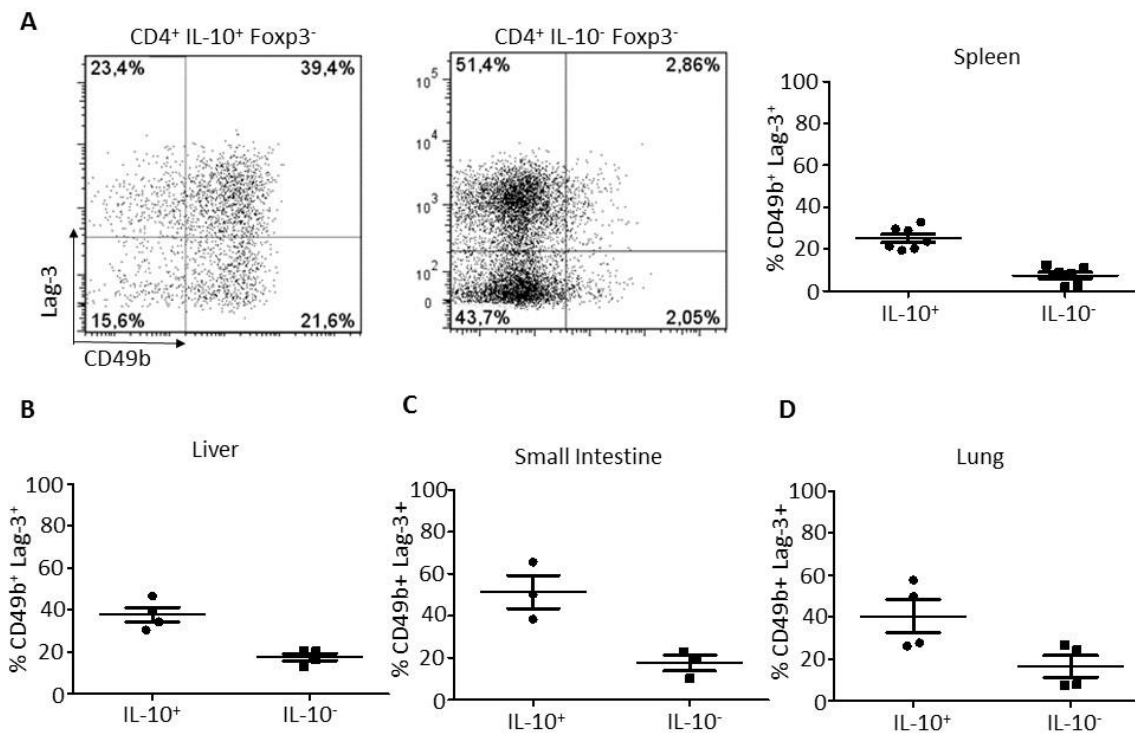 A
CD4⁺ IL-10⁺ Foxp3⁻
23,4%
39,4%
15,6%
21,6%
Lag-3
CD49b
CD4⁺ IL-10⁻ Foxp3⁻
51,4%
2,86%
43,7%
2,05%
10⁵
10⁴
10³
10²
0
Spleen
% CD49b⁺ Lag-3⁺
100
80
60
40
20
0
IL-10⁺
IL-10⁻
B
Liver
% CD49b⁺ Lag-3⁺
100
80
60
40
20
0
IL-10⁺
IL-10⁻
C
Small Intestine
% CD49b+ Lag-3+
100
80
60
40
20
0
IL-10⁺
IL-10⁻
D
Lung
% CD49b+ Lag-3+
100
80
60
40
20
0
IL-10⁺
IL-10⁻